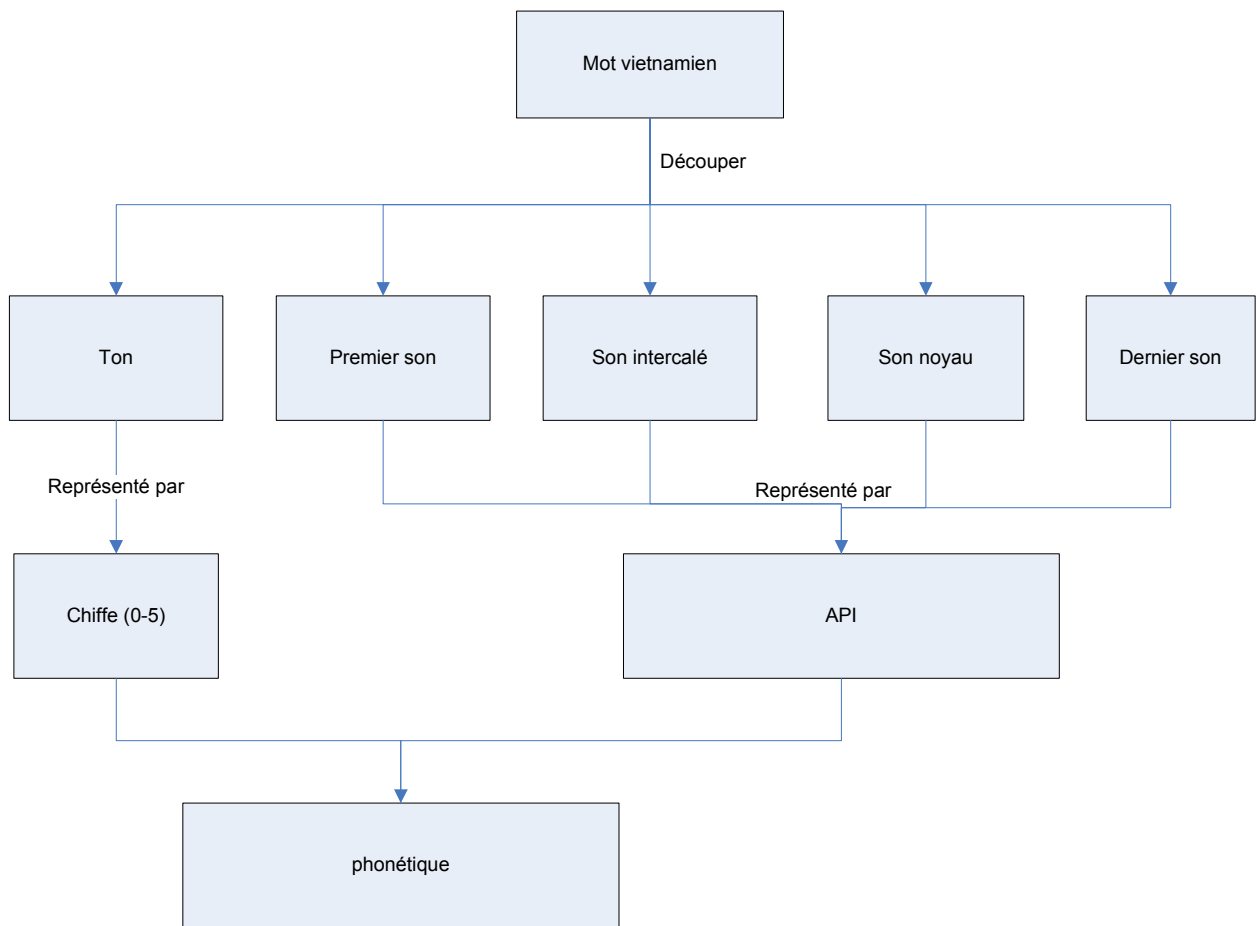 Mot vietnamien
Découper
Ton
Premier son
Son intercalé
Son noyau
Dernier son
Représenté par
Représenté par
Chiffe (0-5)
API
phonétique